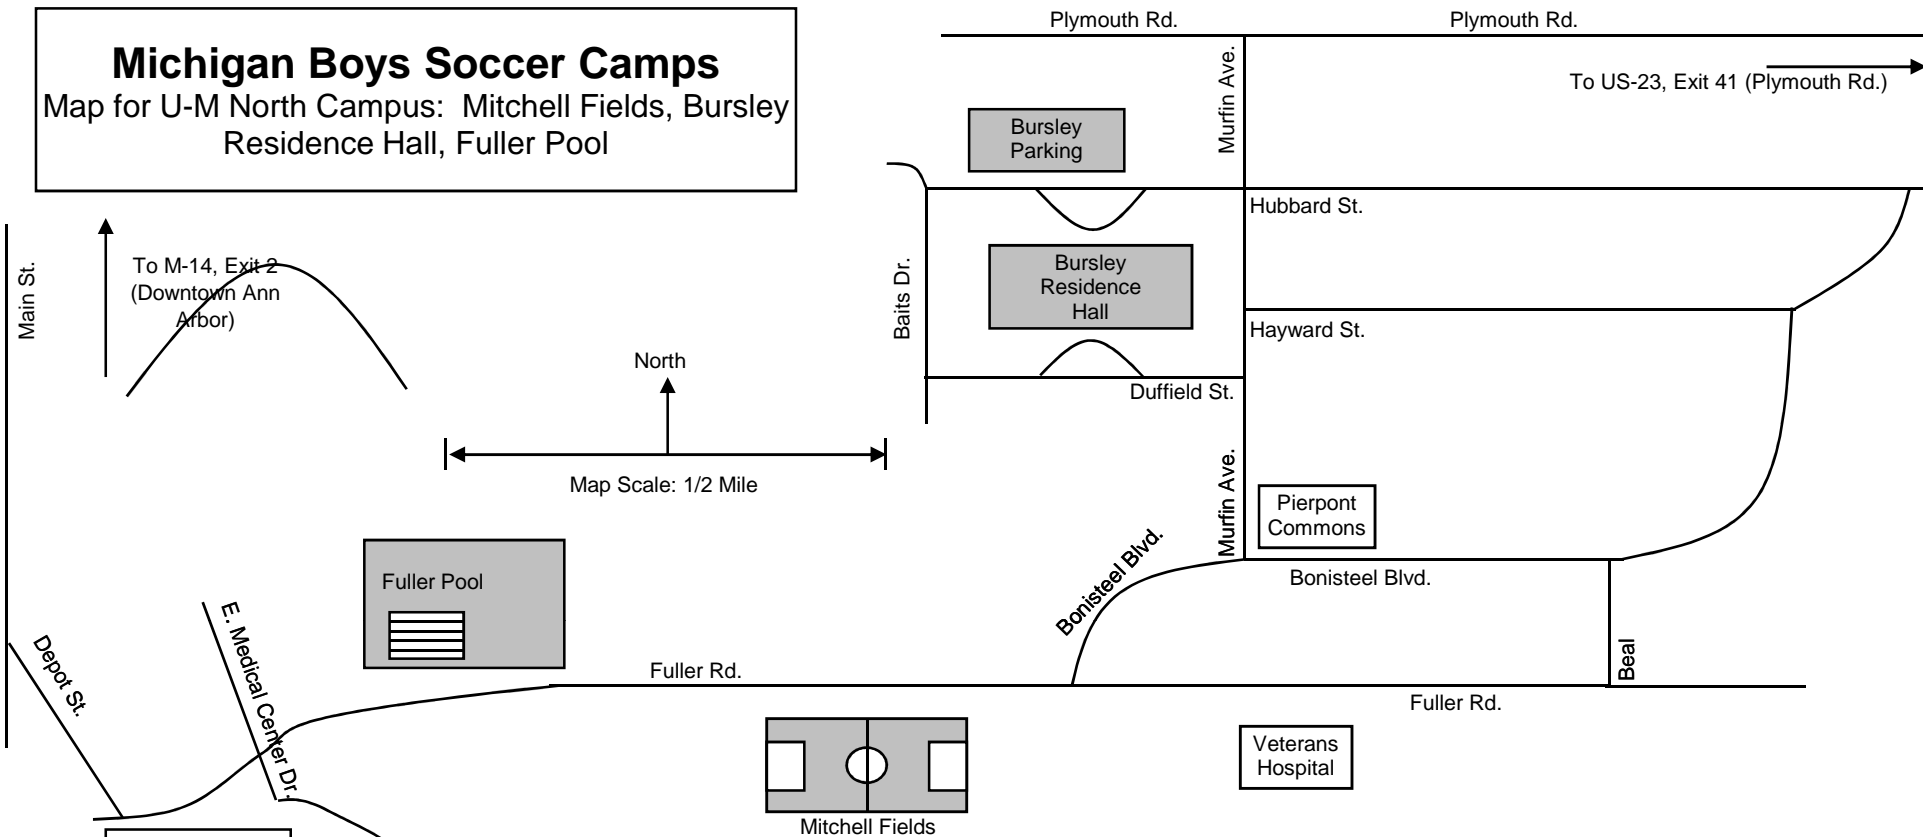 Michigan Boys Soccer Camps
Map for U-M North Campus:  Mitchell Fields, Bursley
Residence Hall, Fuller Pool
Plymouth Rd.
Plymouth Rd.
To US-23, Exit 41 (Plymouth Rd.)
Murfin Ave.
Bursley
Parking
Hubbard St.
Main St.
To M-14, Exit 2
(Downtown Ann
Arbor)
Baits Dr.
Bursley
Residence
Hall
Hayward St.
North
Duffield St.
Map Scale: 1/2 Mile
Murfin Ave.
Pierpont
Commons
Bonisteel Blvd.
Bonisteel Blvd.
Fuller Pool
E. Medical Center Dr.
Depot St.
Fuller Rd.
Beal
Fuller Rd.
Veterans
Hospital
Mitchell Fields